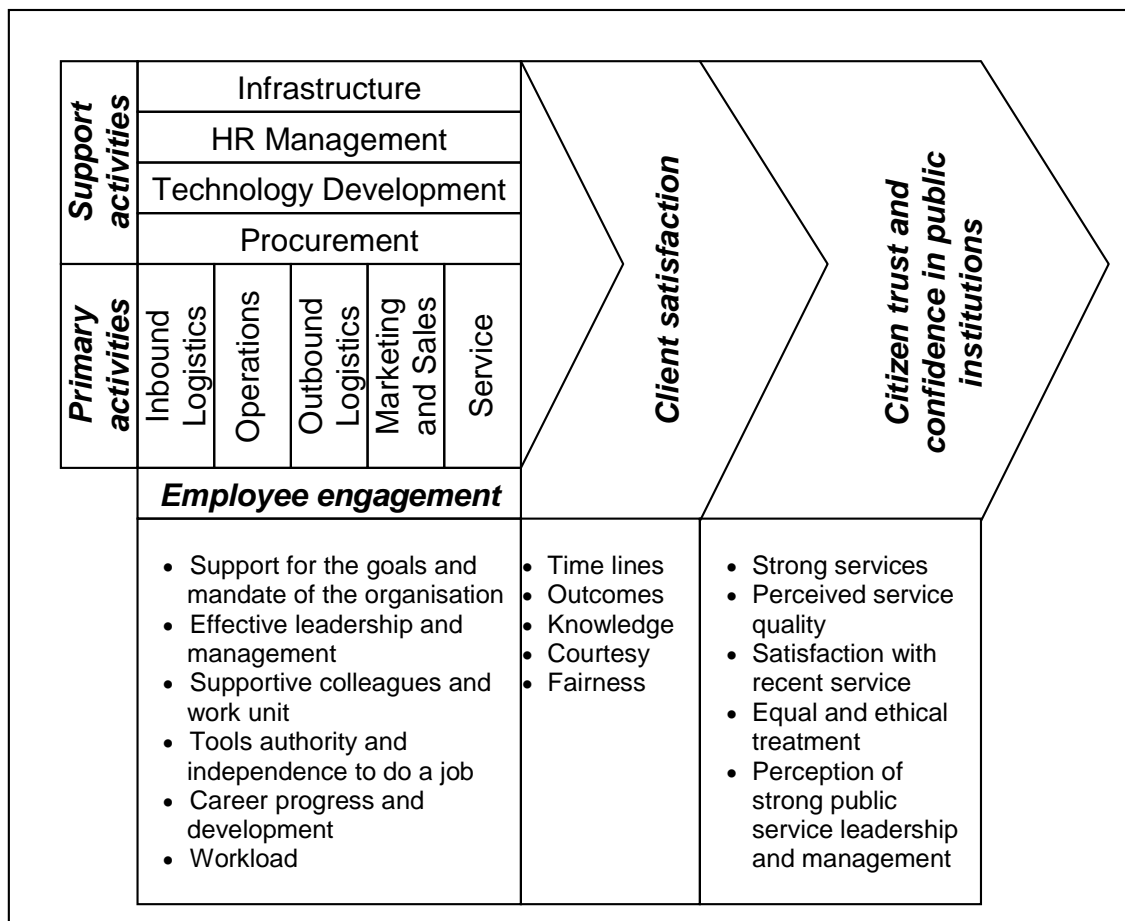 Support
activities
Infrastructure
HR Management
Technology Development
Procurement
Primary
activities
Inbound
Logistics
Operations
Outbound
Logistics
Marketing
and Sales
Service
Client satisfaction
Citizen trust and
confidence in public
institutions
Employee engagement
• Support for the goals and
mandate of the organisation
• Effective leadership and
management
• Supportive colleagues and
work unit
• Tools authority and
independence to do a job
• Career progress and
development
• Workload
• Time lines
• Outcomes
• Knowledge
• Courtesy
• Fairness
• Strong services
• Perceived service
quality
• Satisfaction with
recent service
• Equal and ethical
treatment
• Perception of
strong public
service leadership
and management